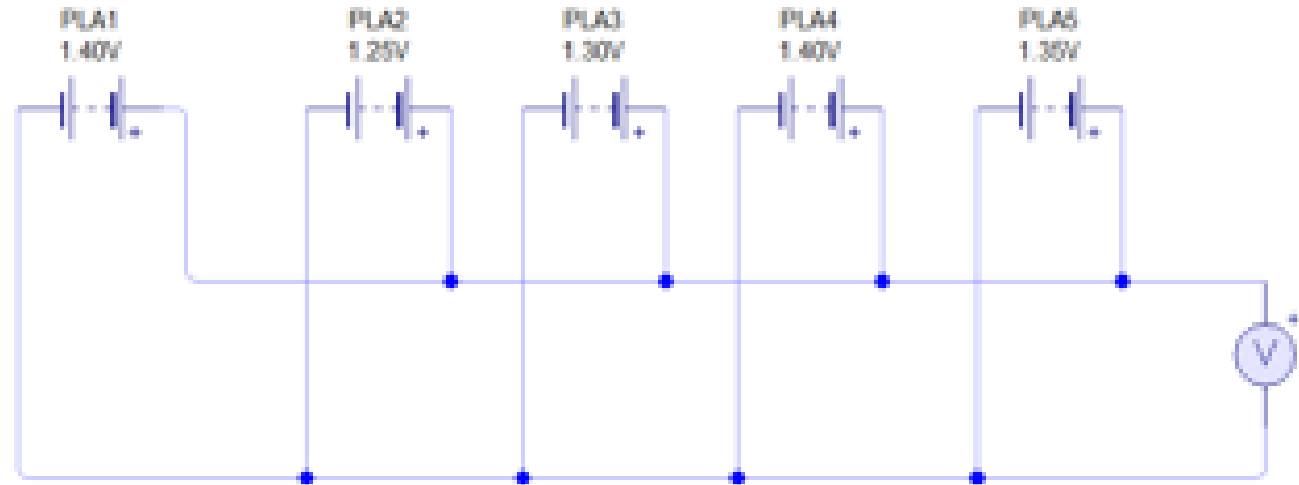 PLA1
1.40V
PLA2
1.25V
PLA3
1.30V
PLA4
1.40V
PLA5
1.35V
+
+
+
+
+
+
V